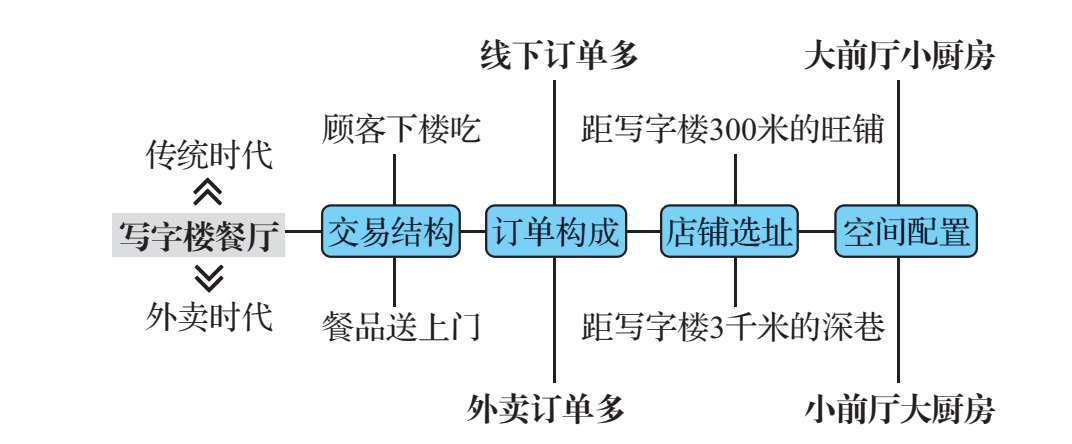 线下订单多
大前厅小厨房
顾客下楼吃
距写字楼300米的旺铺
传统时代
写字楼餐厅
交易结构
订单构成
店铺选址
空间配置
外卖时代
餐品送上门
距写字楼3千米的深巷
外卖订单多
小前厅大厨房